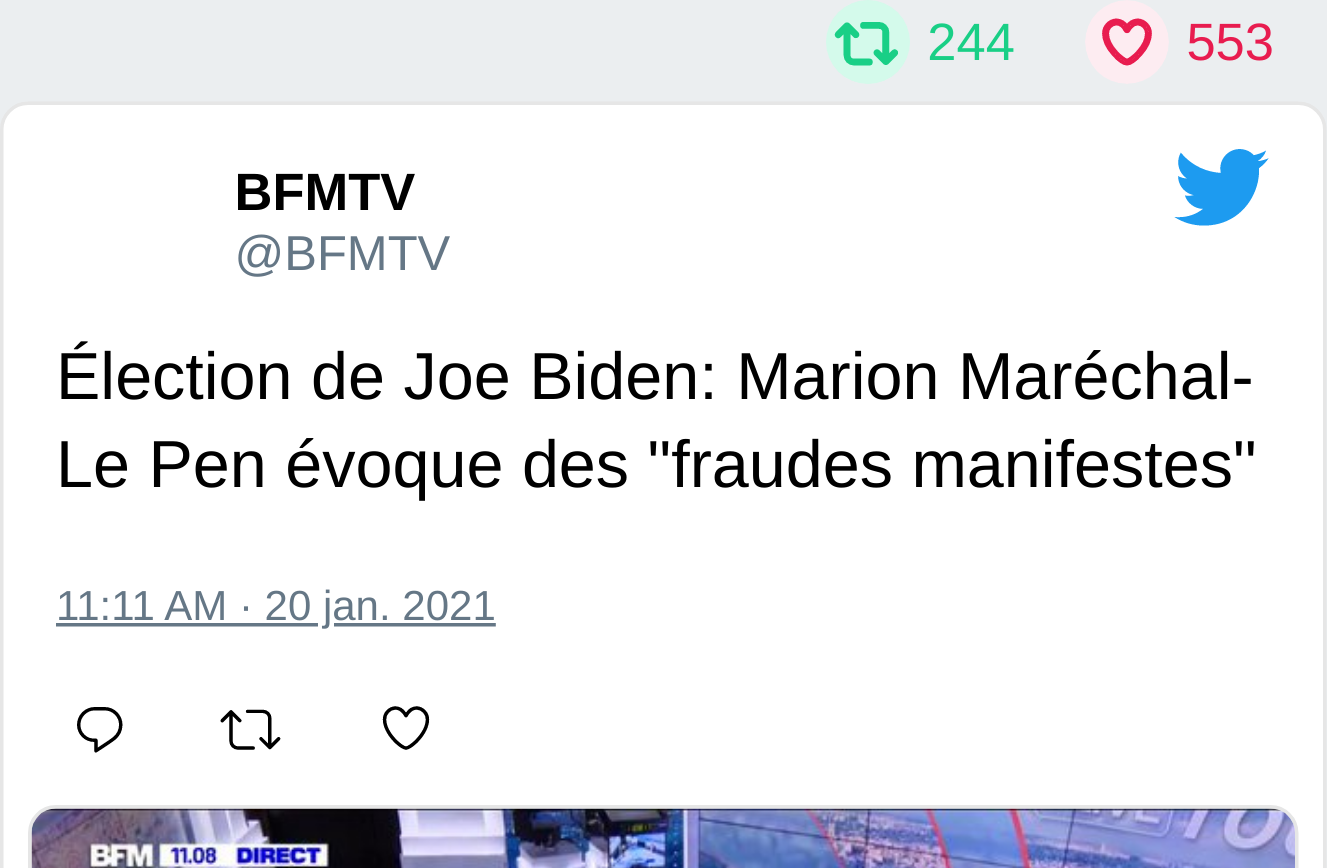 244 553
BFMTV
@BFMTV
Élection de Joe Biden: Marion Maréchal-
Le Pen évoque des "fraudes manifestes"
11:11 AM · 20 jan. 2021
BFM 11.08 DIRECT